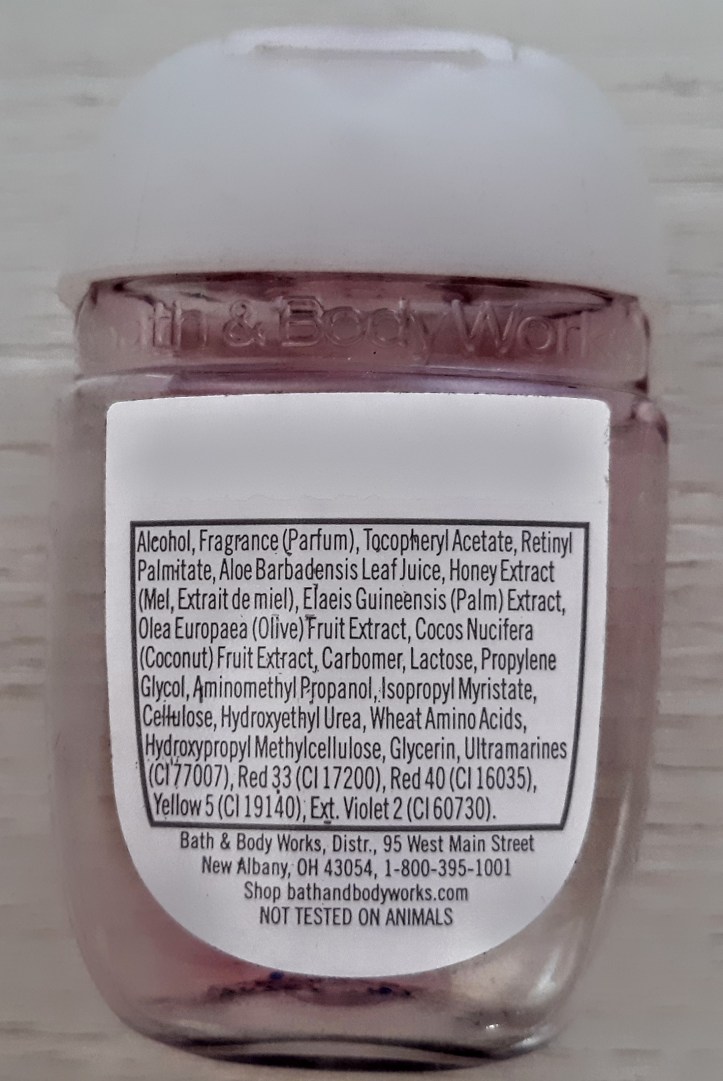 ath & Body Work
Alcohol, Fragrance (Parfum), Tocopheryl Acetate, Retinyl
Palmitate, Aloe Barbadensis Leaf Juice, Honey Extract
(Mel, Extrait de miel), Elaeis Guineensis (Palm) Extract,
Olea Europaea (Olive) Fruit Extract, Cocos Nucifera
(Coconut) Fruit Extract, Carbomer, Lactose, Propylene
Glycol, Aminomethyl Propanol, Isopropyl Myristate,
Cellulose, Hydroxyethyl Urea, Wheat Amino Acids,
Hydroxypropyl Methylcellulose, Glycerin, Ultramarines
(CI 77007), Red 33 (CI 17200), Red 40 (CI 16035),
Yellow 5 (CI 19140), Ext. Violet 2 (CI 60730).
Bath & Body Works, Distr., 95 West Main Street
New Albany, OH 43054, 1-800-395-1001
Shop bathandbodyworks.com
NOT TESTED ON ANIMALS